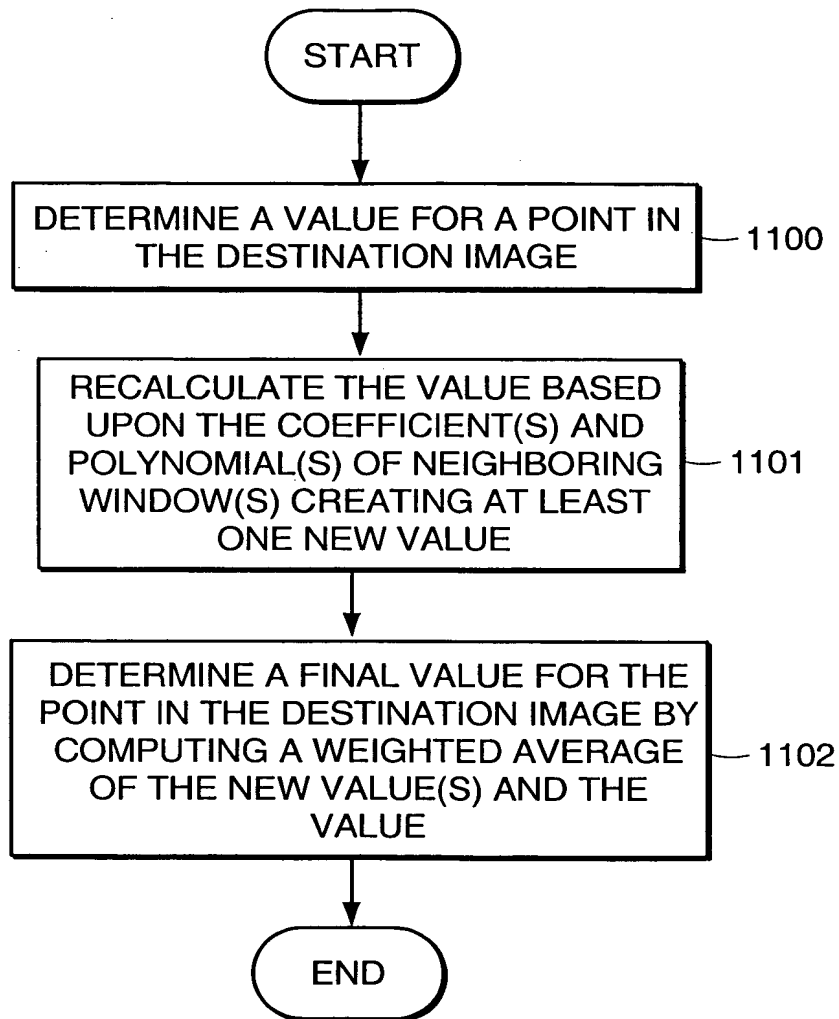 START
DETERMINE A VALUE FOR A POINT IN
THE DESTINATION IMAGE
1100
RECALCULATE THE VALUE BASED
UPON THE COEFFICIENT(S) AND
POLYNOMIAL(S) OF NEIGHBORING
WINDOW(S) CREATING AT LEAST
ONE NEW VALUE
1101
DETERMINE A FINAL VALUE FOR THE
POINT IN THE DESTINATION IMAGE BY
COMPUTING A WEIGHTED AVERAGE
OF THE NEW VALUE(S) AND THE
VALUE
1102
END